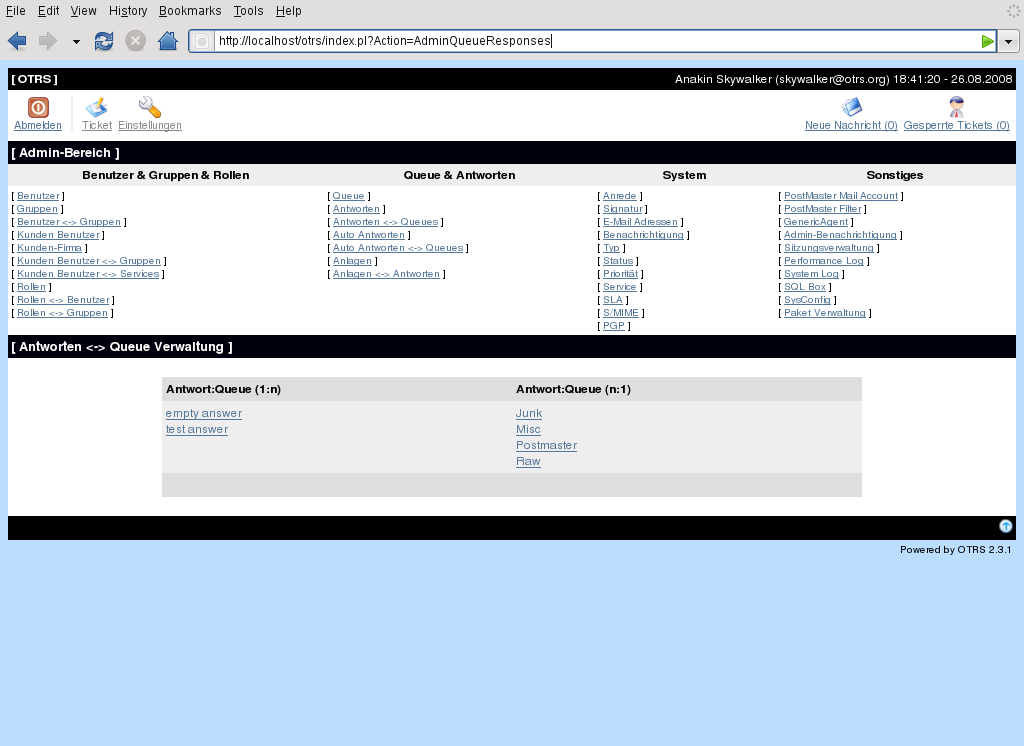 File Edit View History Bookmarks Tools Help
http://localhost/otrs/index.pl?Action=AdminQueueResponses
[ OTRS ] Anakin Skywalker (skywalker@otrs.org) 18:41:20 - 26.08.2008
Abmelden Ticket Einstellungen Neue Nachricht (0) Gesperrte Tickets (0)
[ Admin-Bereich ]
Benutzer & Gruppen & Rollen Queue & Antworten System Sonstiges
[ Benutzer ] [ Queue ] [ Anrede ] [ PostMaster Mail Account ]
[ Gruppen ] [ Antworten ] [ Signatur ] [ PostMaster Filter ]
[ Benutzer <-> Gruppen ] [ Antworten <-> Queues ] [ E-Mail Adressen ] [ GenericAgent ]
[ Kunden Benutzer ] [ Auto Antworten ] [ Benachrichtigung ] [ Admin-Benachrichtigung ]
[ Kunden-Firma ] [ Auto Antworten <-> Queues ] [ Typ ] [ Sitzungsverwaltung ]
[ Kunden Benutzer <-> Gruppen ] [ Anlagen ] [ Status ] [ Performance Log ]
[ Kunden Benutzer <-> Services ] [ Anlagen <-> Antworten ] [ Priorität ] [ System Log ]
[ Rollen ] [ Service ] [ SQL Box ]
[ Rollen <-> Benutzer ] [ SLA ] [ SysConfig ]
[ Rollen <-> Gruppen ] [ S/MIME ] [ Paket Verwaltung ]
[ PGP ]
[ Antworten <-> Queue Verwaltung ]
Antwort:Queue (1:n) Antwort:Queue (n:1)
empty answer Junk
test answer Misc
Postmaster
Raw
Powered by OTRS 2.3.1